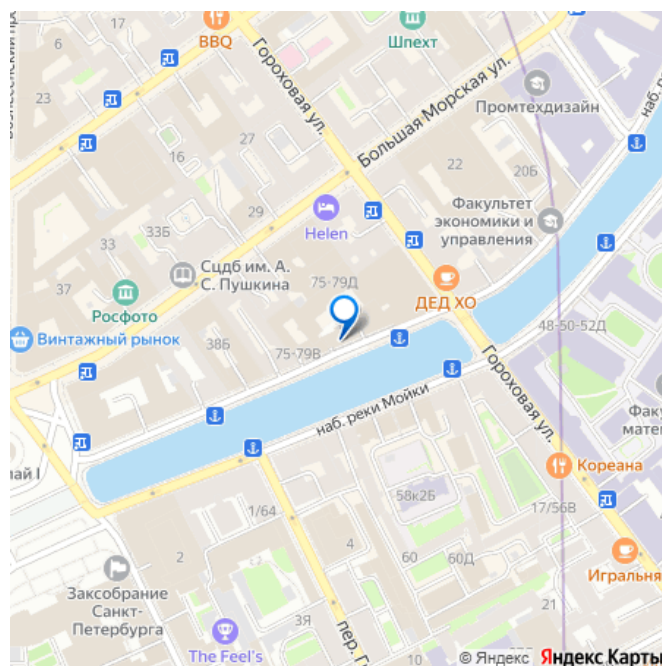 BBQ
Шпехт
6
17
23
Гороховая ул.
Большая Морская ул.
Промтехдизайн
27
16
22
20Б
Факультет
экономики и
управления
29
Helen
33Б
33
Сцдб им. А.
С. Пушкина
75-79Д
37
Росфото
ДЕД ХО
Винтажный рынок
38Б
75-79В
48-50-52Д
наб. реки Мойки
Гороховая ул.
лай I
Кореана
58к2Б
1/64
17/56В
2
4
60
60Д
Игральня
Заксобрание
Санкт-
Петербурга
3Я
21
The Feel's
© Яндекс Яндекс Карты